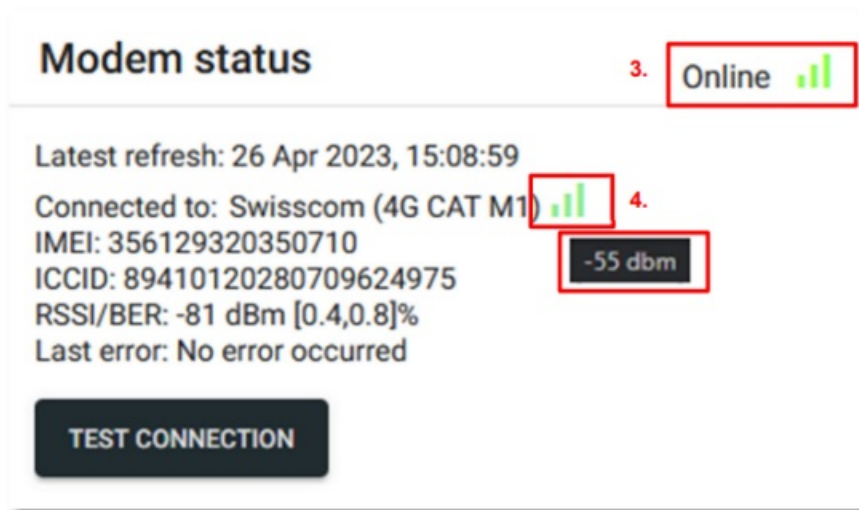 Modem status
3.
Online
Latest refresh: 26 Apr 2023, 15:08:59
Connected to: Swisscom (4G CAT M1)
4.
IMEI: 356129320350710
-55 dbm
ICCID: 89410120280709624975
RSSI/BER: -81 dBm [0.4,0.8]%
Last error: No error occurred
TEST CONNECTION